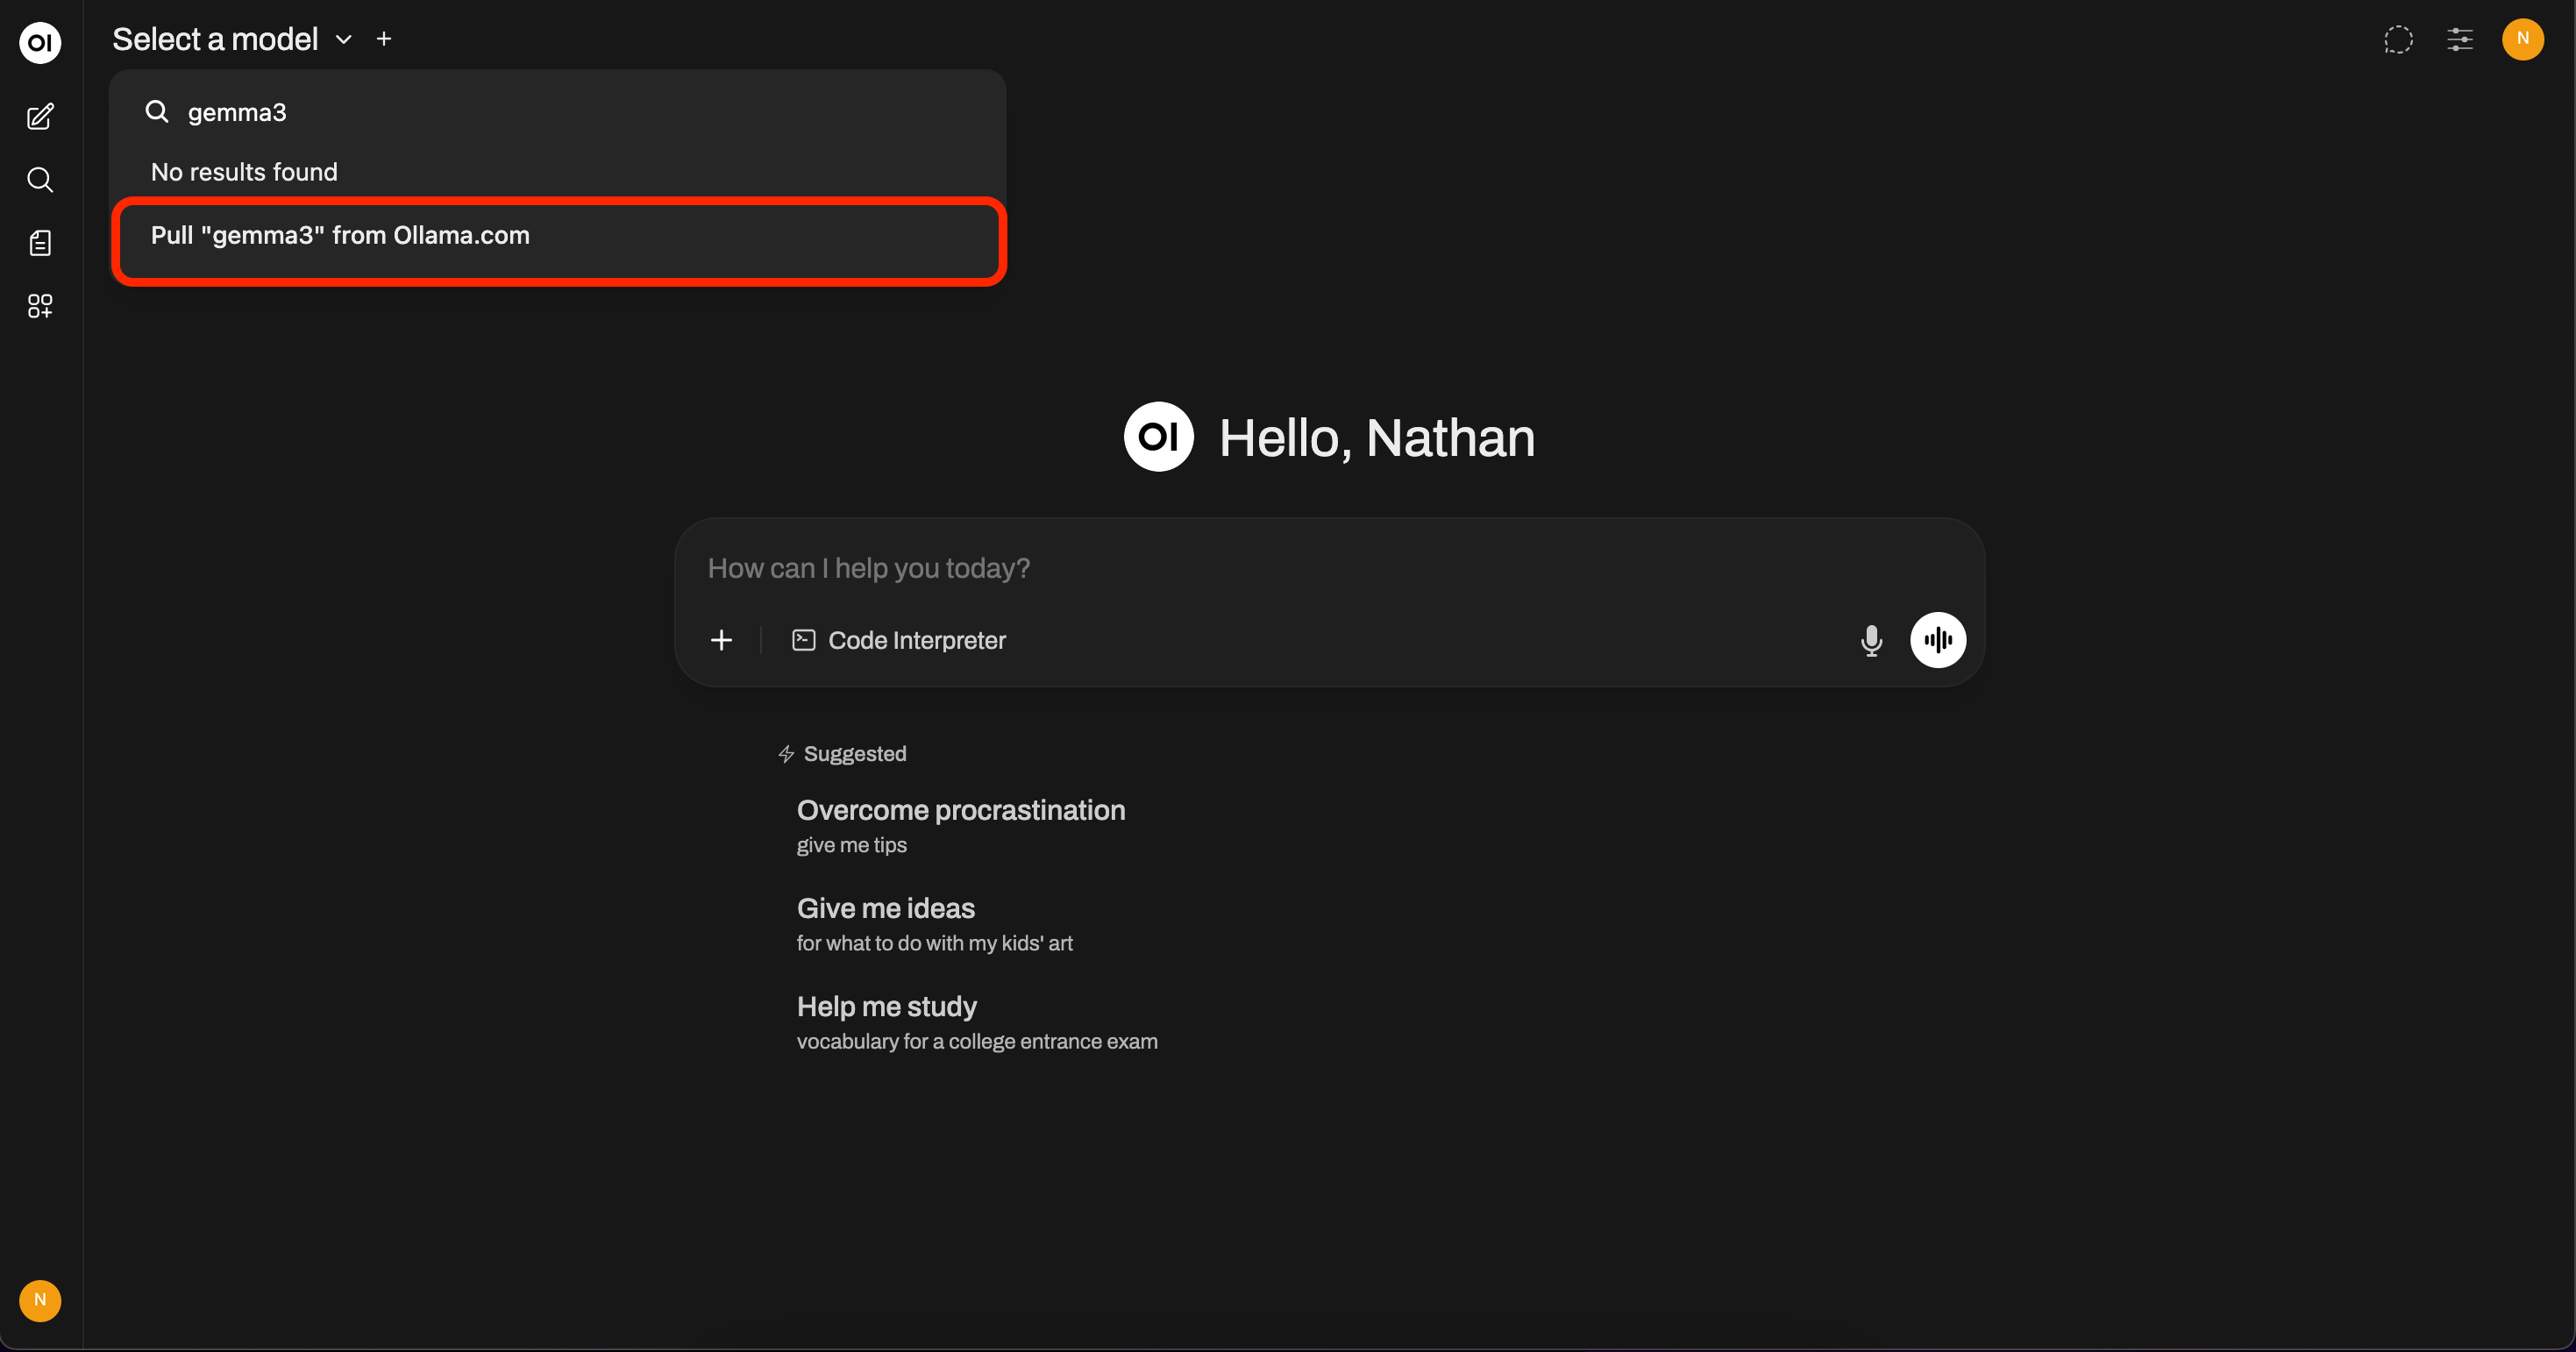 OI
Select a model
N
gemma3
No results found
Pull "gemma3" from Ollama.com
OI Hello, Nathan
How can I help you today?
Code Interpreter
Suggested
Overcome procrastination
give me tips
Give me ideas
for what to do with my kids' art
Help me study
vocabulary for a college entrance exam
N